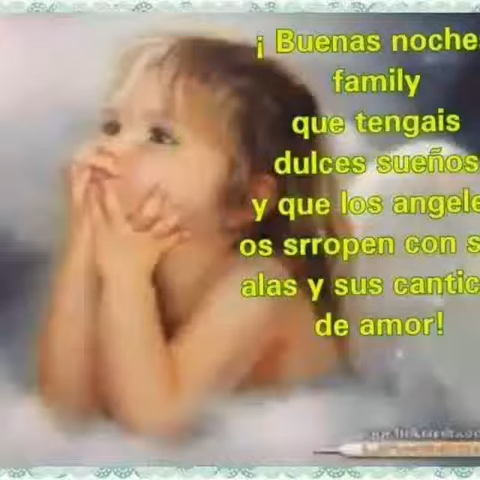 ¡ Buenas noche
family
que tengais
dulces sueños
y que los angele
os srropen con s
alas y sus cantic
de amor!